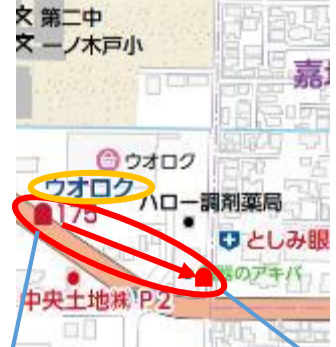 文 第二中
文 一ノ木戸小
嘉
ウオロク
ウオロク
175
ハロー調剤薬局
としみ眼
のアキバ
中央土地㈱ P2